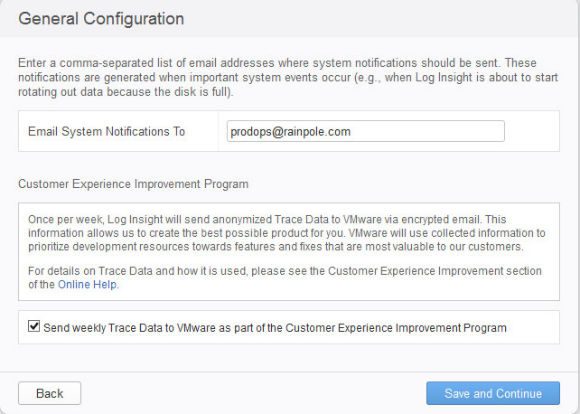 General Configuration
Enter a comma-separated list of email addresses where system notifications should be sent. These
notifications are generated when important system events occur (e.g., when Log Insight is about to start
rotating out data because the disk is full).
Email System Notifications To
prodops@rainpole.com
Customer Experience Improvement Program
Once per week, Log Insight will send anonymized Trace Data to VMware via encrypted email. This
information allows us to create the best possible product for you. VMware will use collected information to
prioritize development resources towards features and fixes that are most valuable to our customers.
For details on Trace Data and how it is used, please see the Customer Experience Improvement section
of the Online Help.
Send weekly Trace Data to VMware as part of the Customer Experience Improvement Program
Back
Save and Continue